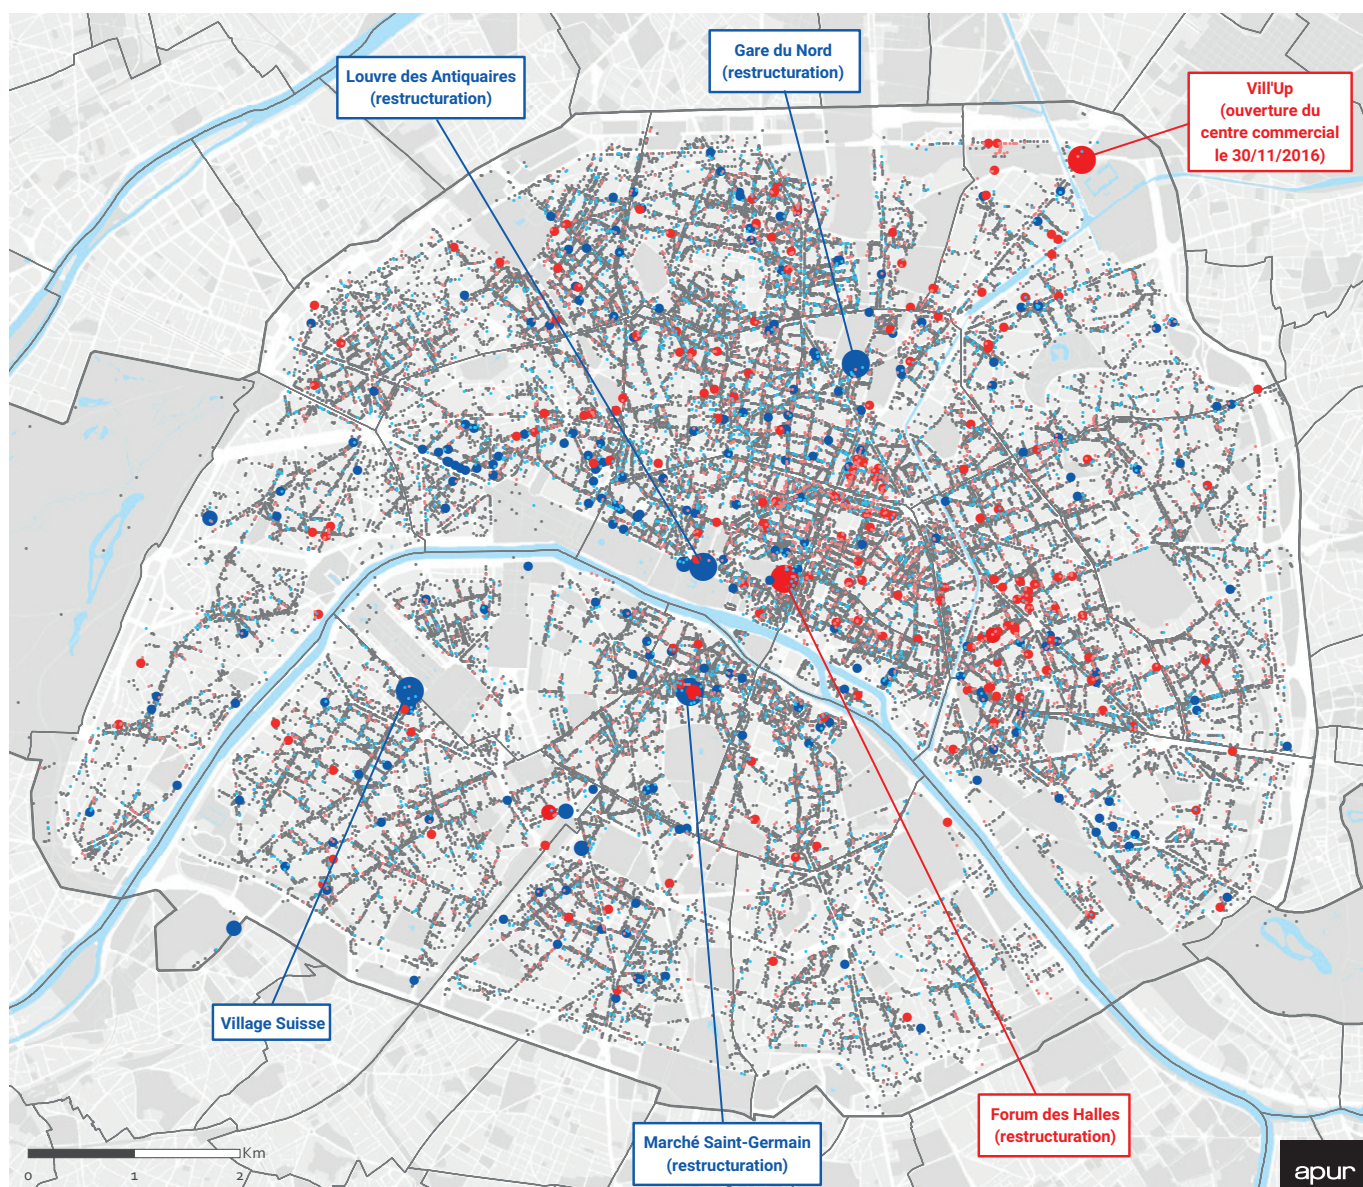 Gare du Nord
(restructuration)
Louvre des Antiquaires
(restructuration)
Vill'Up
(ouverture du
centre commercial
le 30/11/2016)
Village Suisse
Marché Saint-Germain
(restructuration)
Forum des Halles
(restructuration)
Km
0 1 2
apur